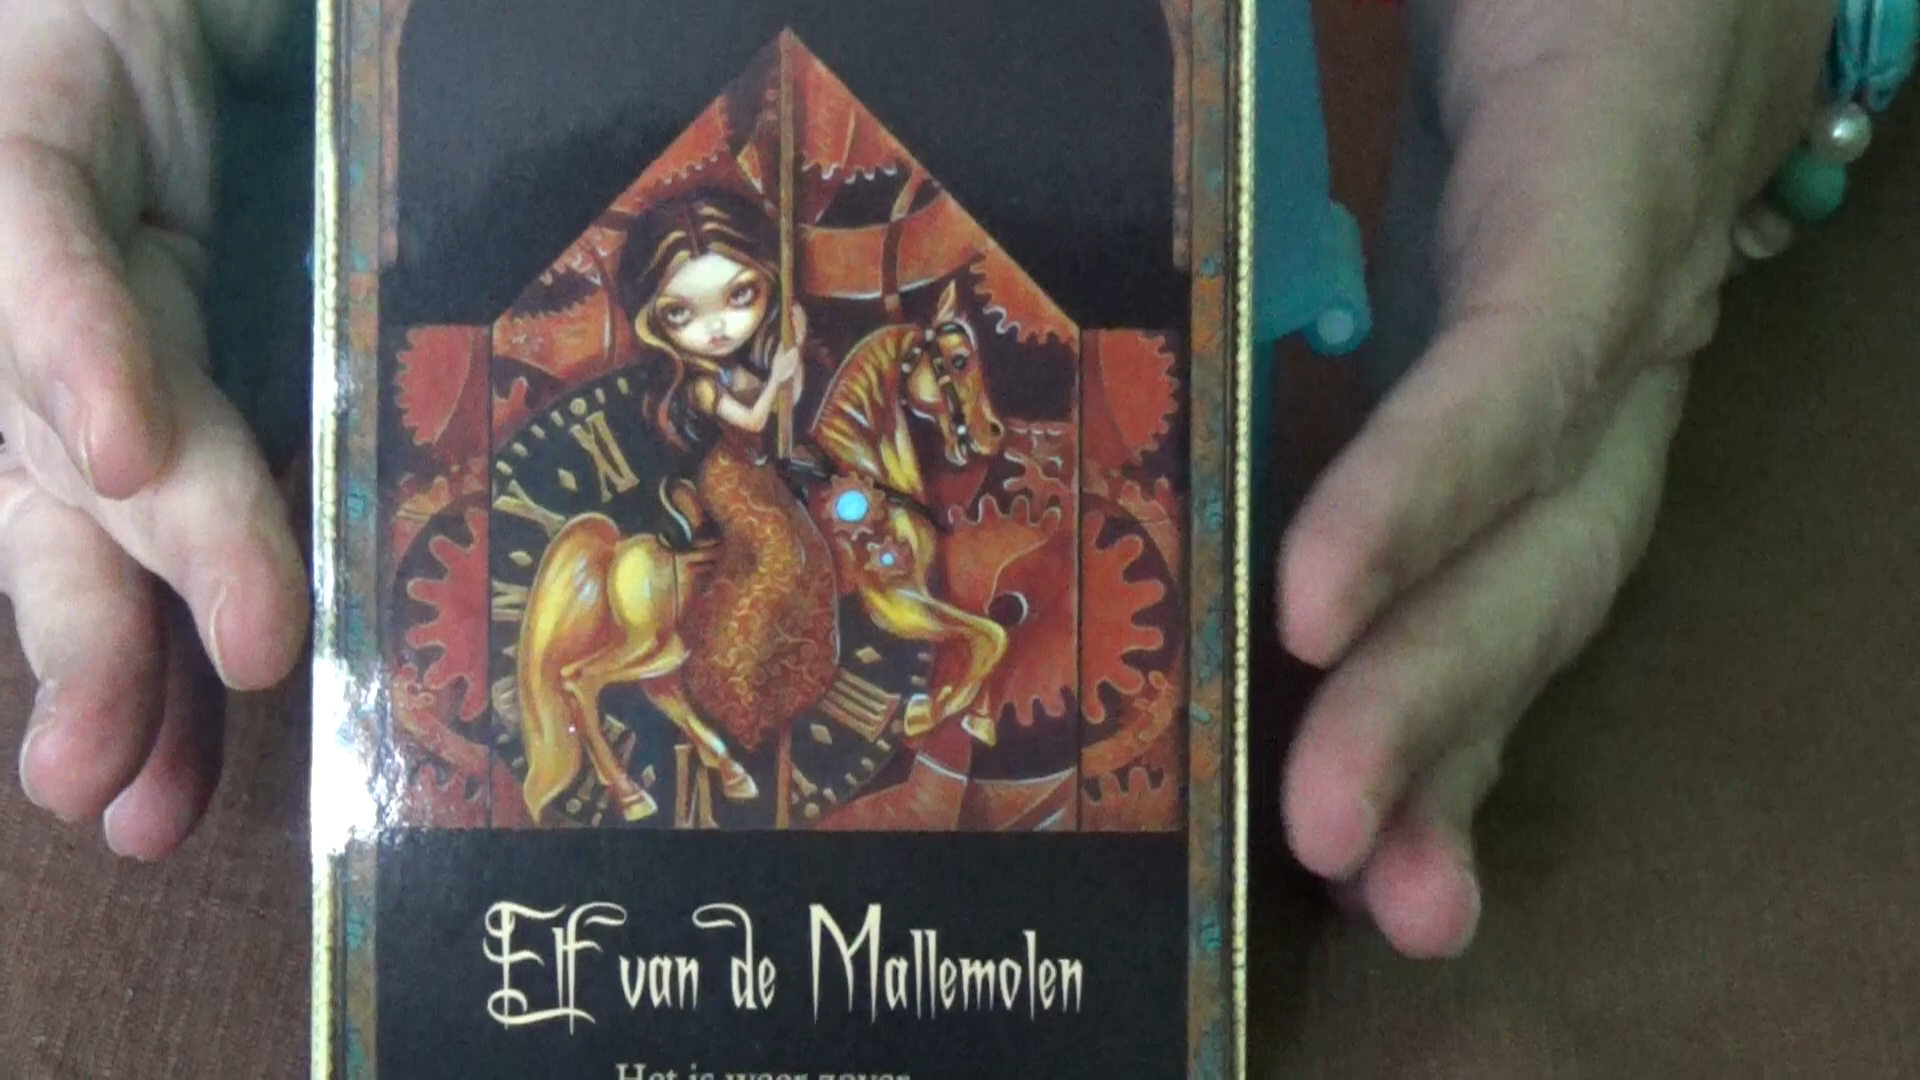 Elf van de Mallemolen
Het is weer zover